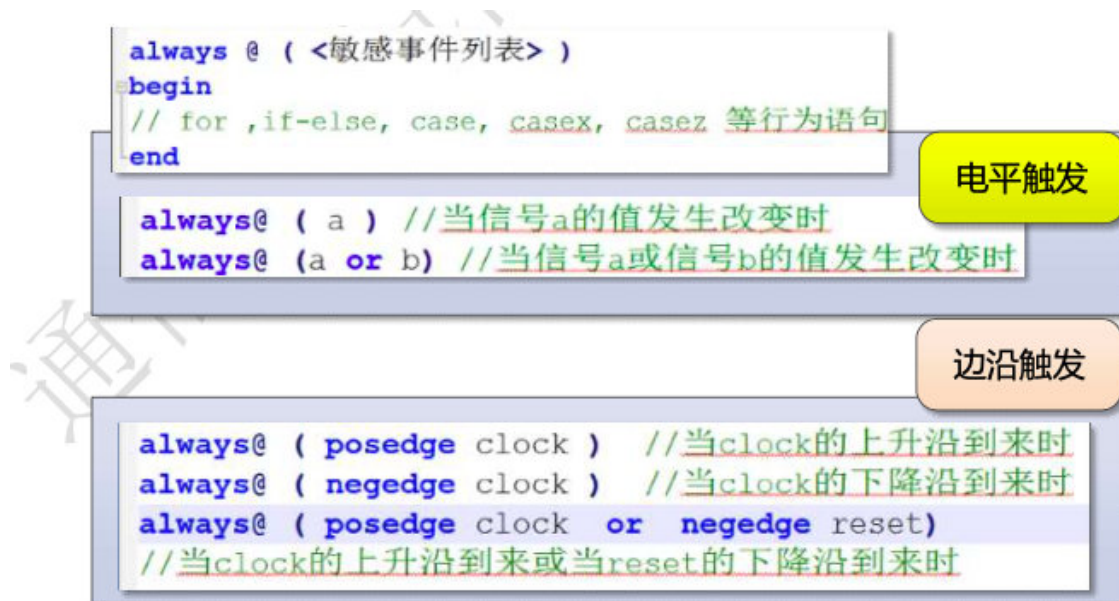 always @ ( <敏感事件列表> )
begin
// for ,if-else, case, casex, casez 等行为语句
end
电平触发
always@ ( a ) //当信号a的值发生改变时
always@ (a or b) //当信号a或信号b的值发生改变时
边沿触发
always@ ( posedge clock ) //当clock的上升沿到来时
always@ ( negedge clock ) //当clock的下降沿到来时
always@ ( posedge clock or negedge reset)
//当clock的上升沿到来或当reset的下降沿到来时
通